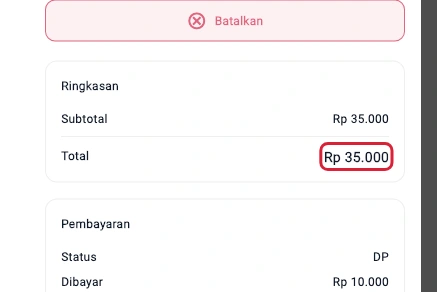 Batalkan
Ringkasan
Subtotal Rp 35.000
Total Rp 35.000
Pembayaran
Status DP
Dibayar Rp 10.000